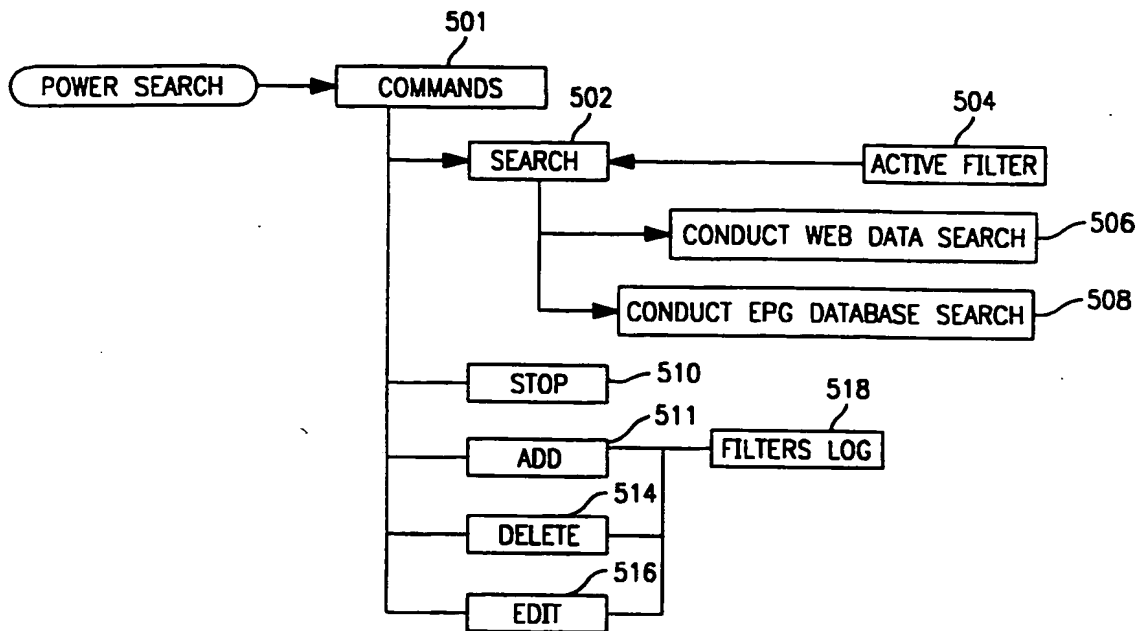 501
POWER SEARCH
COMMANDS
502
504
SEARCH
ACTIVE FILTER
CONDUCT WEB DATA SEARCH
506
CONDUCT EPG DATABASE SEARCH
508
STOP
510
511
518
ADD
FILTERS LOG
514
DELETE
516
EDIT